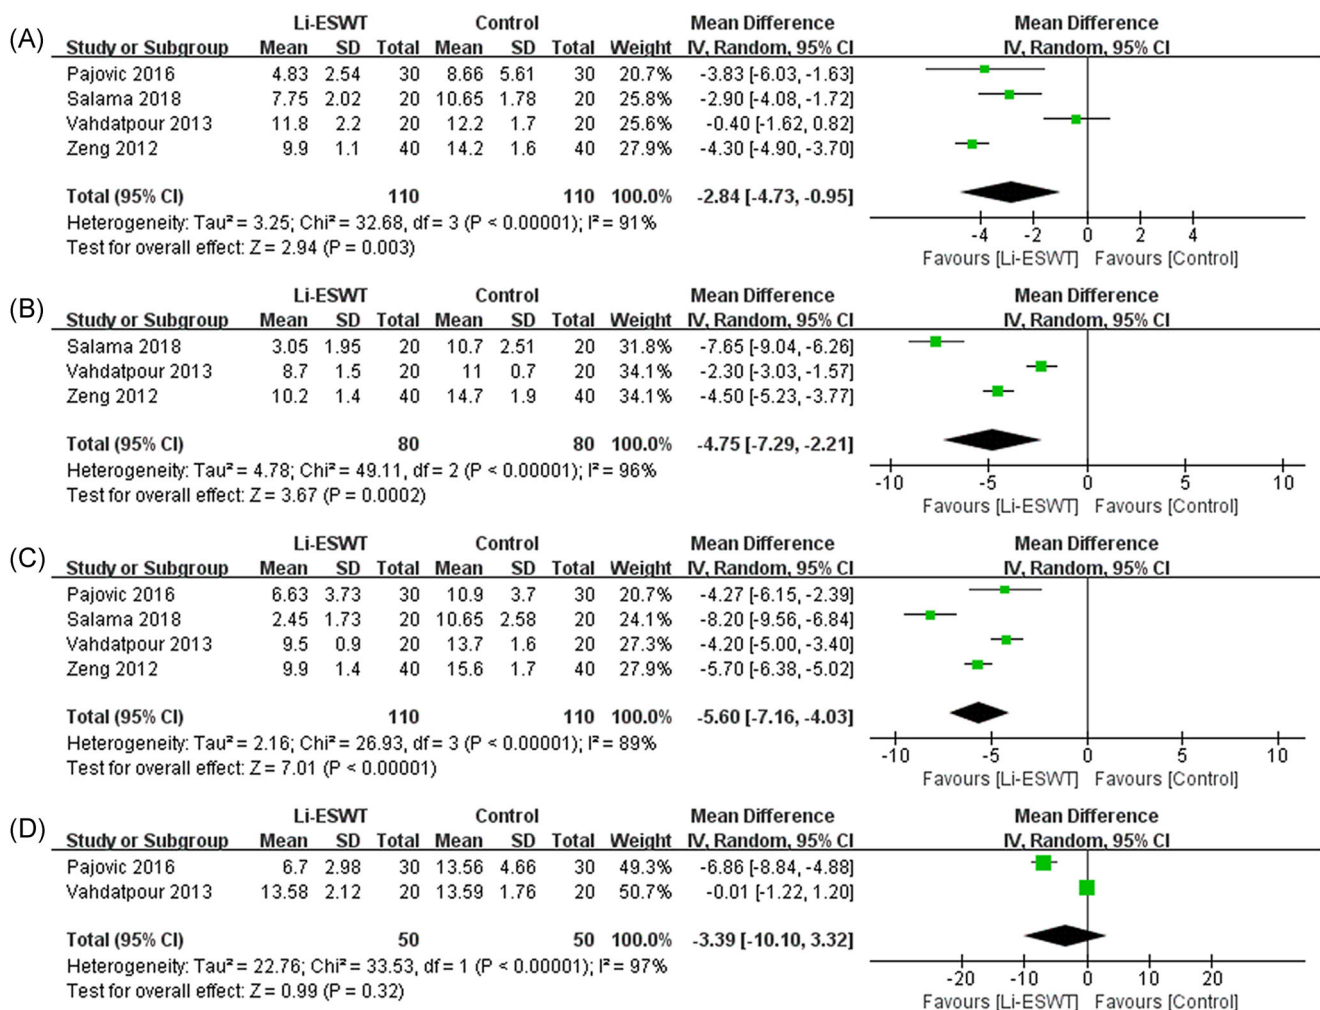 (A)
Li-ESWT Control Mean Difference Mean Difference
Study or Subgroup Mean SD Total Mean SD Total Weight IV, Random, 95% CI IV, Random, 95% CI
Pajovic 2016 4.83 2.54 30 8.66 5.61 30 20.7% -3.83 [-6.03, -1.63]
Salama 2018 7.75 2.02 20 10.65 1.78 20 25.8% -2.90 [-4.08, -1.72]
Vahdatpour 2013 11.8 2.2 20 12.2 1.7 20 25.6% -0.40 [-1.62, 0.82]
Zeng 2012 9.9 1.1 40 14.2 1.6 40 27.9% -4.30 [-4.90, -3.70]
Total (95% CI) 110 110 100.0% -2.84 [-4.73, -0.95]
Heterogeneity: Tau² = 3.25; Chi² = 32.68, df = 3 (P < 0.00001); I² = 91%
Test for overall effect: Z = 2.94 (P = 0.003)
-4 -2 0 2 4
Favours [Li-ESWT] Favours [Control]
(B)
Li-ESWT Control Mean Difference Mean Difference
Study or Subgroup Mean SD Total Mean SD Total Weight IV, Random, 95% CI IV, Random, 95% CI
Salama 2018 3.05 1.95 20 10.7 2.51 20 31.8% -7.65 [-9.04, -6.26]
Vahdatpour 2013 8.7 1.5 20 11 0.7 20 34.1% -2.30 [-3.03, -1.57]
Zeng 2012 10.2 1.4 40 14.7 1.9 40 34.1% -4.50 [-5.23, -3.77]
Total (95% CI) 80 80 100.0% -4.75 [-7.29, -2.21]
Heterogeneity: Tau² = 4.78; Chi² = 49.11, df = 2 (P < 0.00001); I² = 96%
Test for overall effect: Z = 3.67 (P = 0.0002)
-10 -5 0 5 10
Favours [Li-ESWT] Favours [Control]
(C)
Li-ESWT Control Mean Difference Mean Difference
Study or Subgroup Mean SD Total Mean SD Total Weight IV, Random, 95% CI IV, Random, 95% CI
Pajovic 2016 6.63 3.73 30 10.9 3.7 30 20.7% -4.27 [-6.15, -2.39]
Salama 2018 2.45 1.73 20 10.65 2.58 20 24.1% -8.20 [-9.56, -6.84]
Vahdatpour 2013 9.5 0.9 20 13.7 1.6 20 27.3% -4.20 [-5.00, -3.40]
Zeng 2012 9.9 1.4 40 15.6 1.7 40 27.9% -5.70 [-6.38, -5.02]
Total (95% CI) 110 110 100.0% -5.60 [-7.16, -4.03]
Heterogeneity: Tau² = 2.16; Chi² = 26.93, df = 3 (P < 0.00001); I² = 89%
Test for overall effect: Z = 7.01 (P < 0.00001)
-10 -5 0 5 10
Favours [Li-ESWT] Favours [Control]
(D)
Li-ESWT Control Mean Difference Mean Difference
Study or Subgroup Mean SD Total Mean SD Total Weight IV, Random, 95% CI IV, Random, 95% CI
Pajovic 2016 6.7 2.98 30 13.56 4.66 30 49.3% -6.86 [-8.84, -4.88]
Vahdatpour 2013 13.58 2.12 20 13.59 1.76 20 50.7% -0.01 [-1.22, 1.20]
Total (95% CI) 50 50 100.0% -3.39 [-10.10, 3.32]
Heterogeneity: Tau² = 22.76; Chi² = 33.53, df = 1 (P < 0.00001); I² = 97%
Test for overall effect: Z = 0.99 (P = 0.32)
-20 -10 0 10 20
Favours [Li-ESWT] Favours [Control]